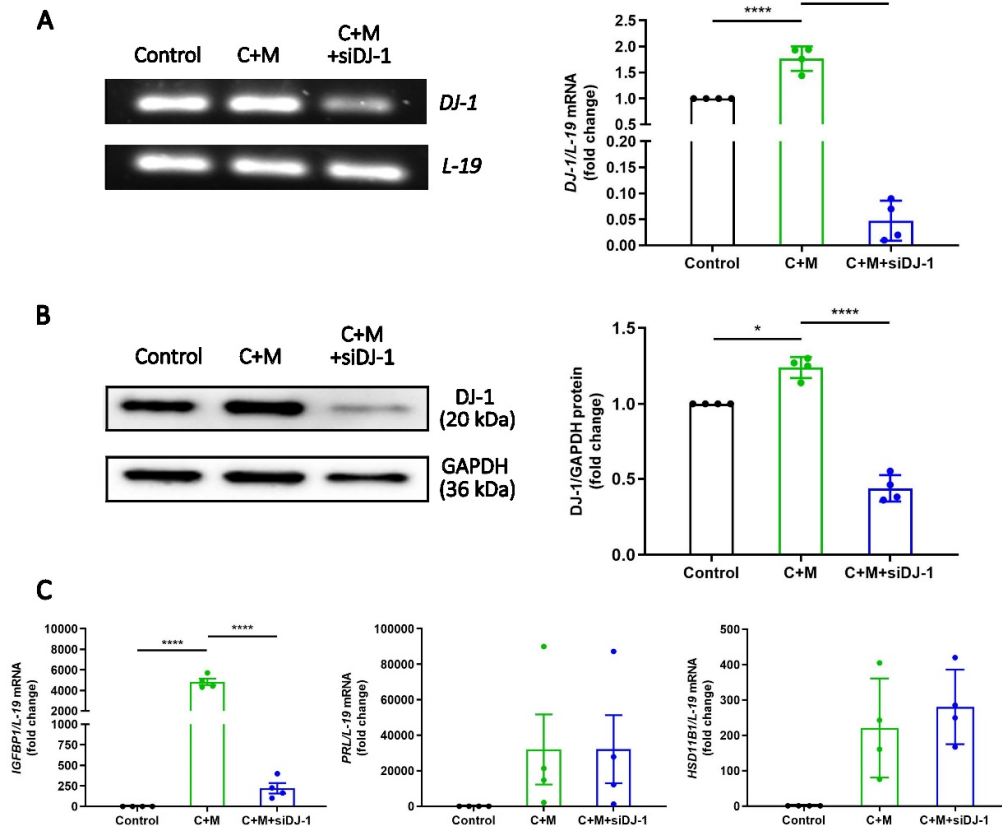 A
Control
C+M
C+M
+siDJ-1
DJ-1
L-19
****
DJ-1/L-19 mRNA
(fold change)
2.5
2.0
1.5
1.0
0.5
0.20
0.15
0.10
0.05
0.00
Control
C+M
C+M+siDJ-1
B
Control
C+M
C+M
+siDJ-1
DJ-1
(20 kDa)
GAPDH
(36 kDa)
*
****
DJ-1/GAPDH protein
(fold change)
1.5
1.0
0.5
0.0
Control
C+M
C+M+siDJ-1
C
IGFBP1/L-19 mRNA
(fold change)
10000
8000
6000
4000
2000
1000
750
500
250
0
****
****
Control
C+M
C+M+siDJ-1
PRL/L-19 mRNA
(fold change)
100000
80000
60000
40000
20000
0
Control
C+M
C+M+siDJ-1
HSD11B1/L-19 mRNA
(fold change)
500
400
300
200
100
0
Control
C+M
C+M+siDJ-1